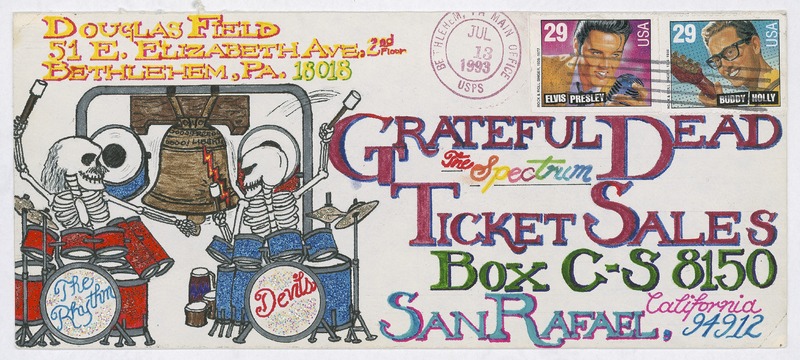 Douglas Field
51 E. Elizabeth Ave. 2nd Floor
Bethlehem, PA. 18018
BETHLEHEM, PA MAIN OFFICE
JUL
13
1993
USPS
29 USA
ELVIS PRESLEY
29 USA
BUDDY HOLLY
Grateful Dead
The Spectrum
Ticket Sales
Box C-S 8150
San Rafael, California
94912
The Rhythm
Devils